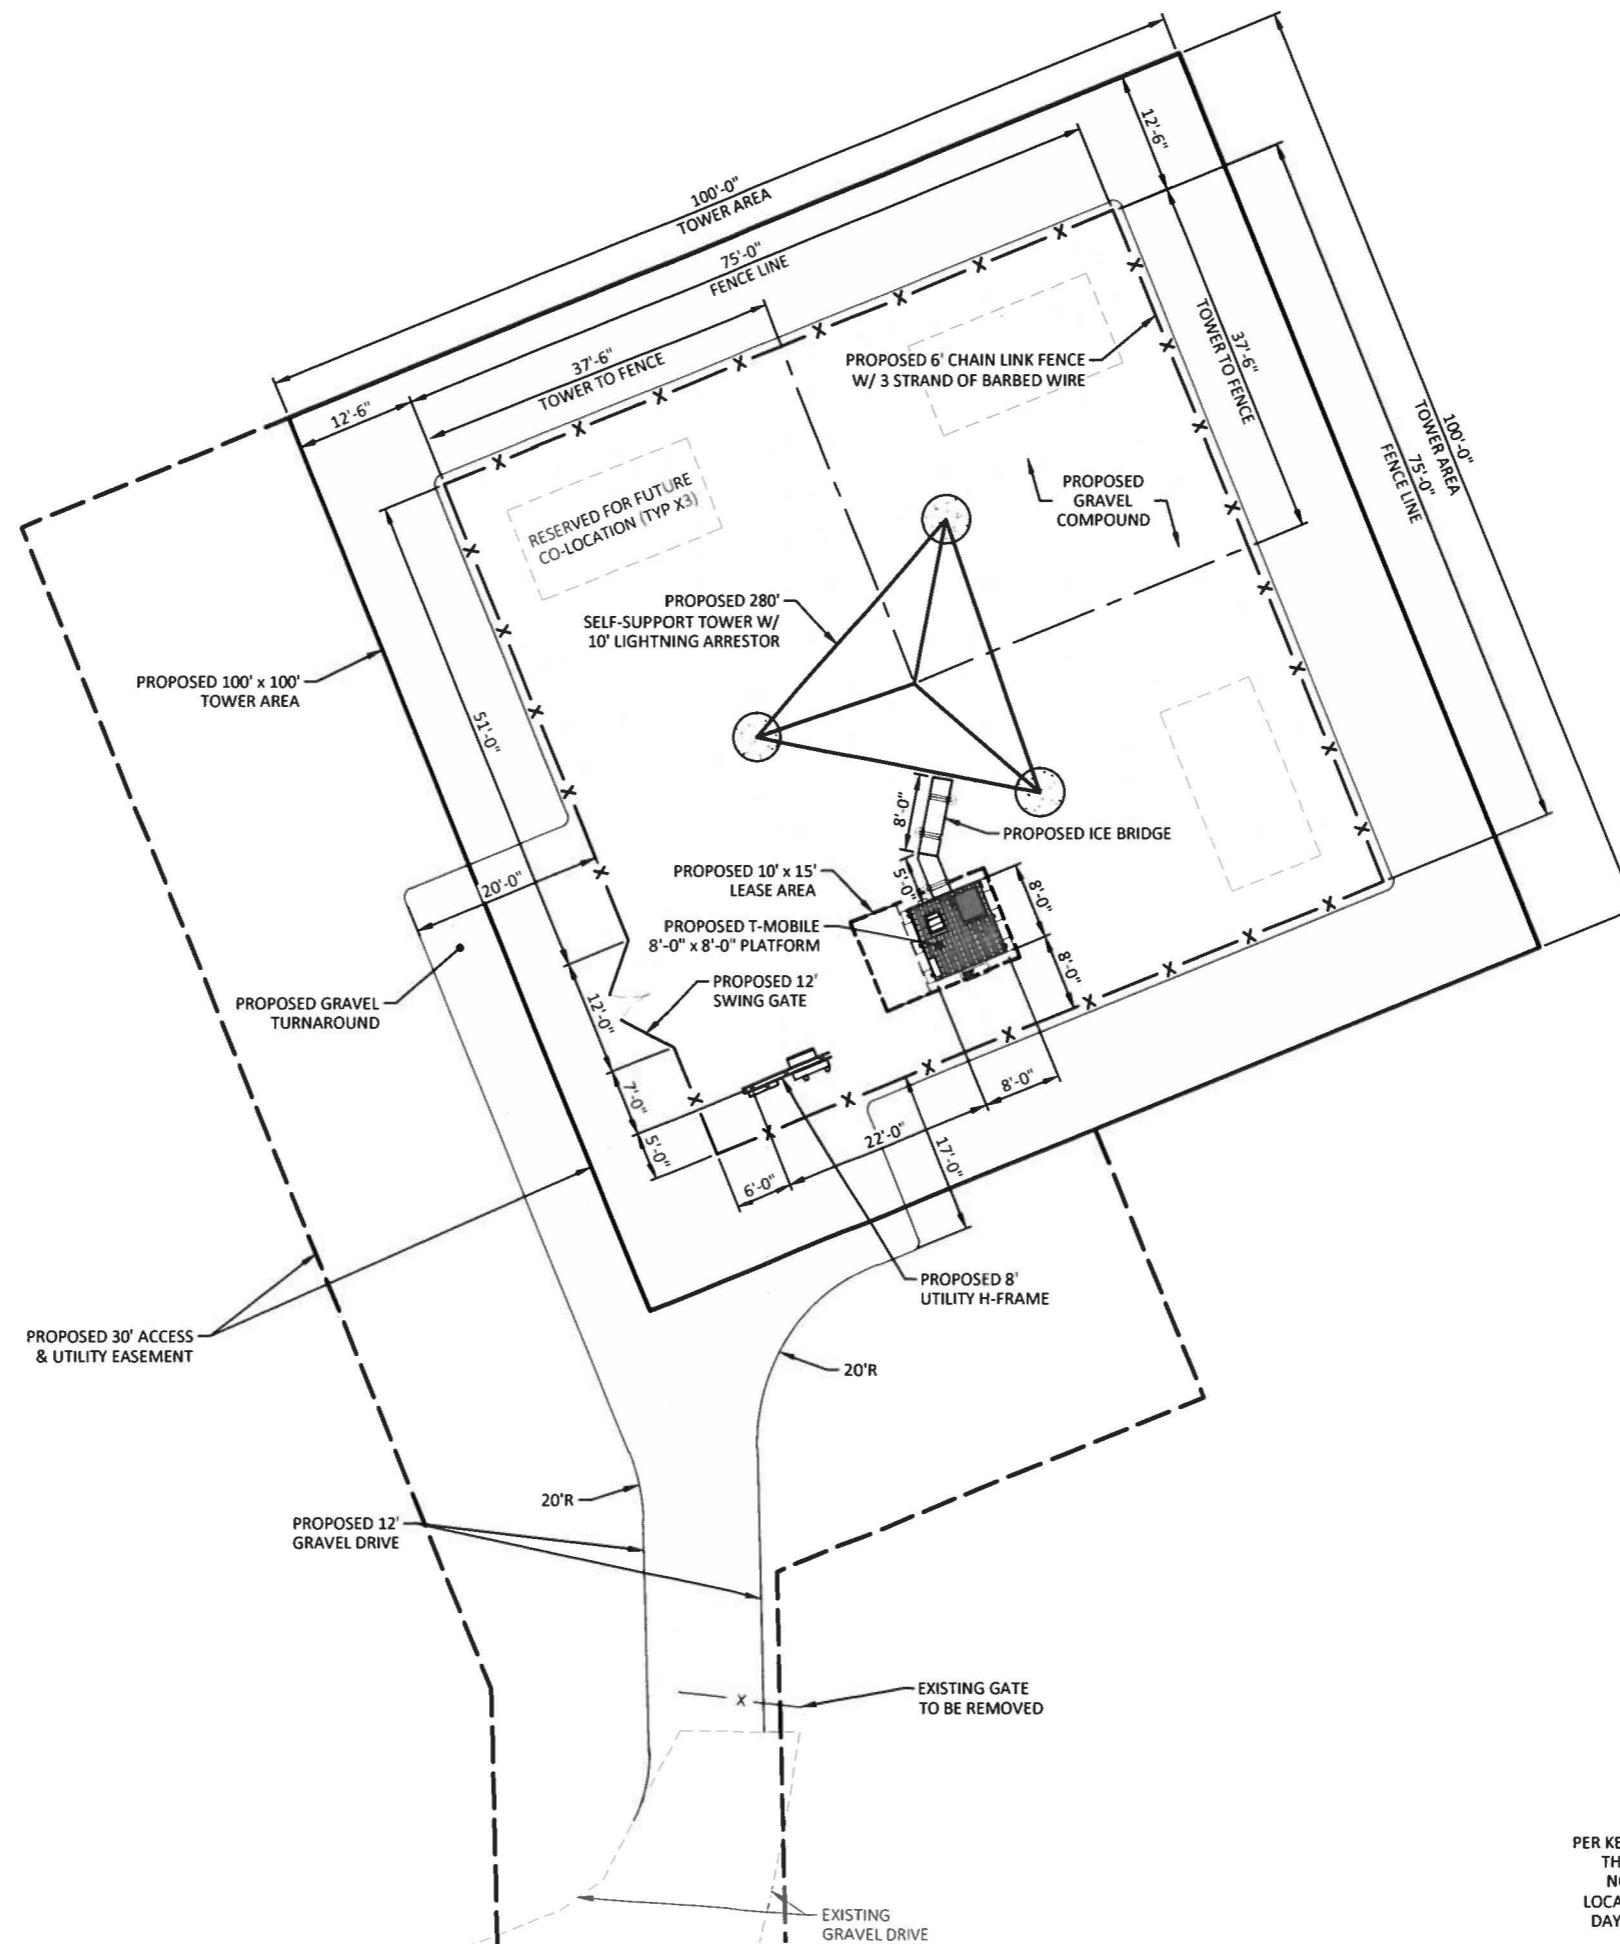 100'-0"
TOWER AREA
75'-0"
FENCE LINE
37'-6"
TOWER TO FENCE
12'-6"
12'-6"
37'-6"
TOWER TO FENCE
100'-0"
TOWER AREA
75'-0"
FENCE LINE
PROPOSED 6' CHAIN LINK FENCE
W/ 3 STRAND OF BARBED WIRE
RESERVED FOR FUTURE
CO-LOCATION (TYP X3)
PROPOSED
GRAVEL
COMPOUND
PROPOSED 280'
SELF-SUPPORT TOWER W/
10' LIGHTNING ARRESTOR
PROPOSED 100' x 100'
TOWER AREA
51'-0"
8'-0"
PROPOSED ICE BRIDGE
5'-0"
PROPOSED 10' x 15'
LEASE AREA
20'-0"
8'-0"
PROPOSED T-MOBILE
8'-0" x 8'-0" PLATFORM
8'-0"
PROPOSED 12'
SWING GATE
PROPOSED GRAVEL
TURNAROUND
12'-0"
7'-0"
5'-0"
6'-0"
22'-0"
8'-0"
17'-0"
PROPOSED 8'
UTILITY H-FRAME
PROPOSED 30' ACCESS
& UTILITY EASEMENT
20'R
20'R
PROPOSED 12'
GRAVEL DRIVE
X
EXISTING GATE
TO BE REMOVED
EXISTING
GRAVEL DRIVE
PER KE
TH
NO
LOCA
DAY